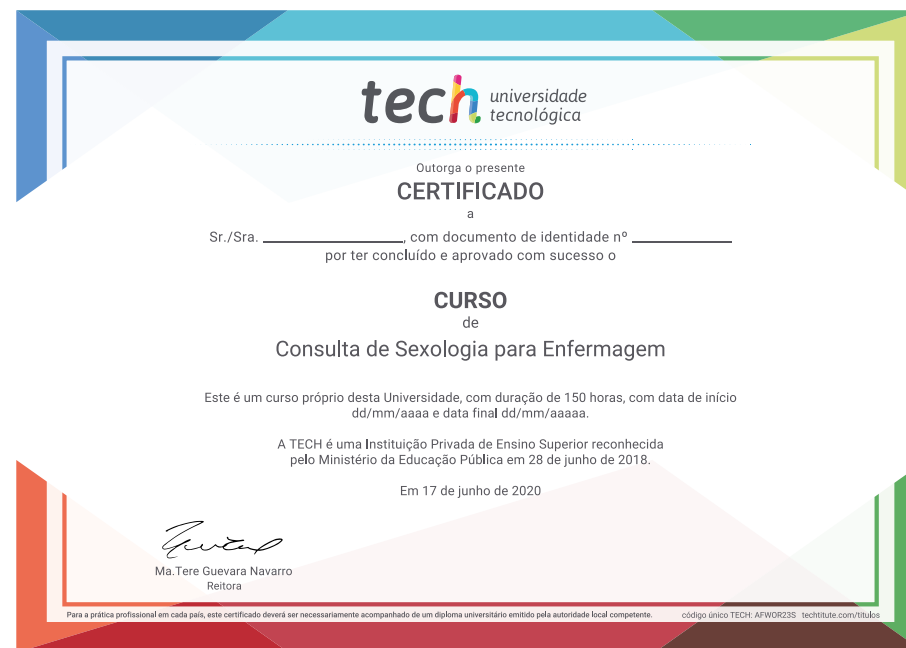 tech universidade
tecnológica
Outorga o presente
CERTIFICADO
a
Sr./Sra. ________________, com documento de identidade nº ____________
por ter concluído e aprovado com sucesso o
CURSO
de
Consulta de Sexologia para Enfermagem
Este é um curso próprio desta Universidade, com duração de 150 horas, com data de início
dd/mm/aaaa e data final dd/mm/aaaaa.
A TECH é uma Instituição Privada de Ensino Superior reconhecida
pelo Ministério da Educação Pública em 28 de junho de 2018.
Em 17 de junho de 2020
Ma.Tere Guevara Navarro
Reitora
Para a prática profissional em cada país, este certificado deverá ser necessariamente acompanhado de um diploma universitário emitido pela autoridade local competente. código único TECH: AFWOR23S techtitute.com/títulos